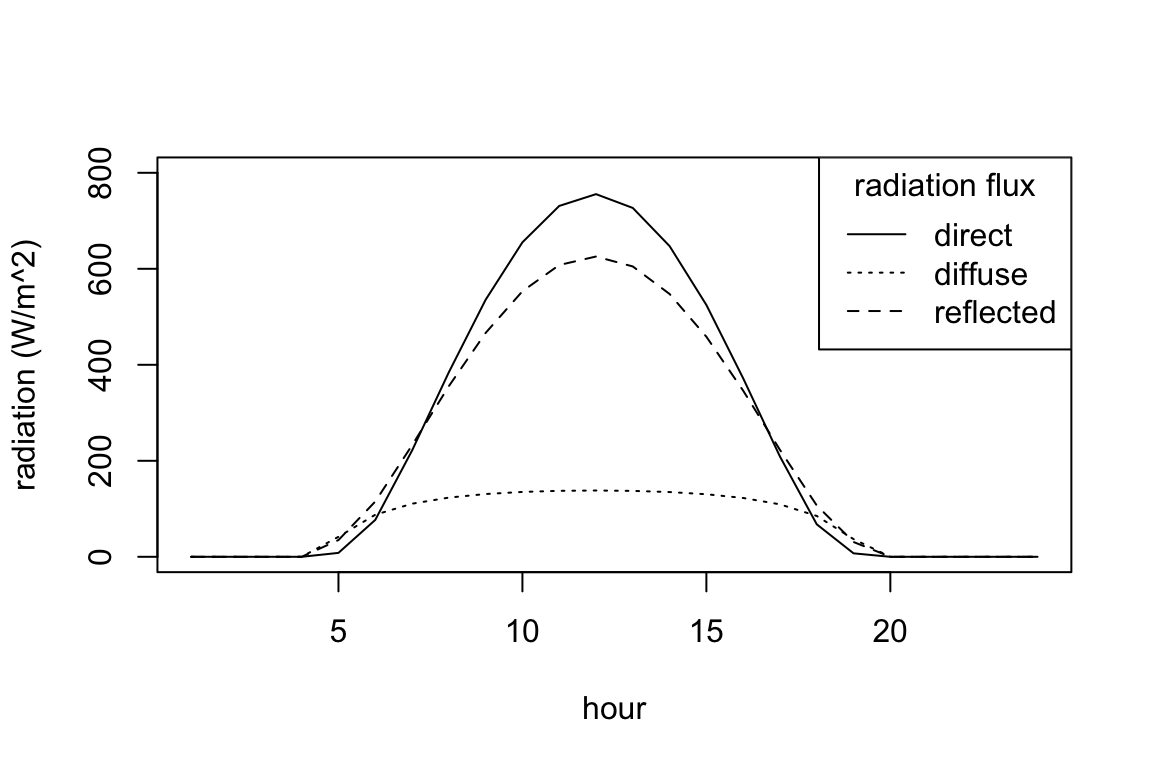 radiation flux
direct
diffuse
reflected
radiation (W/m^2)
800
600
400
200
0
5 10 15 20
hour